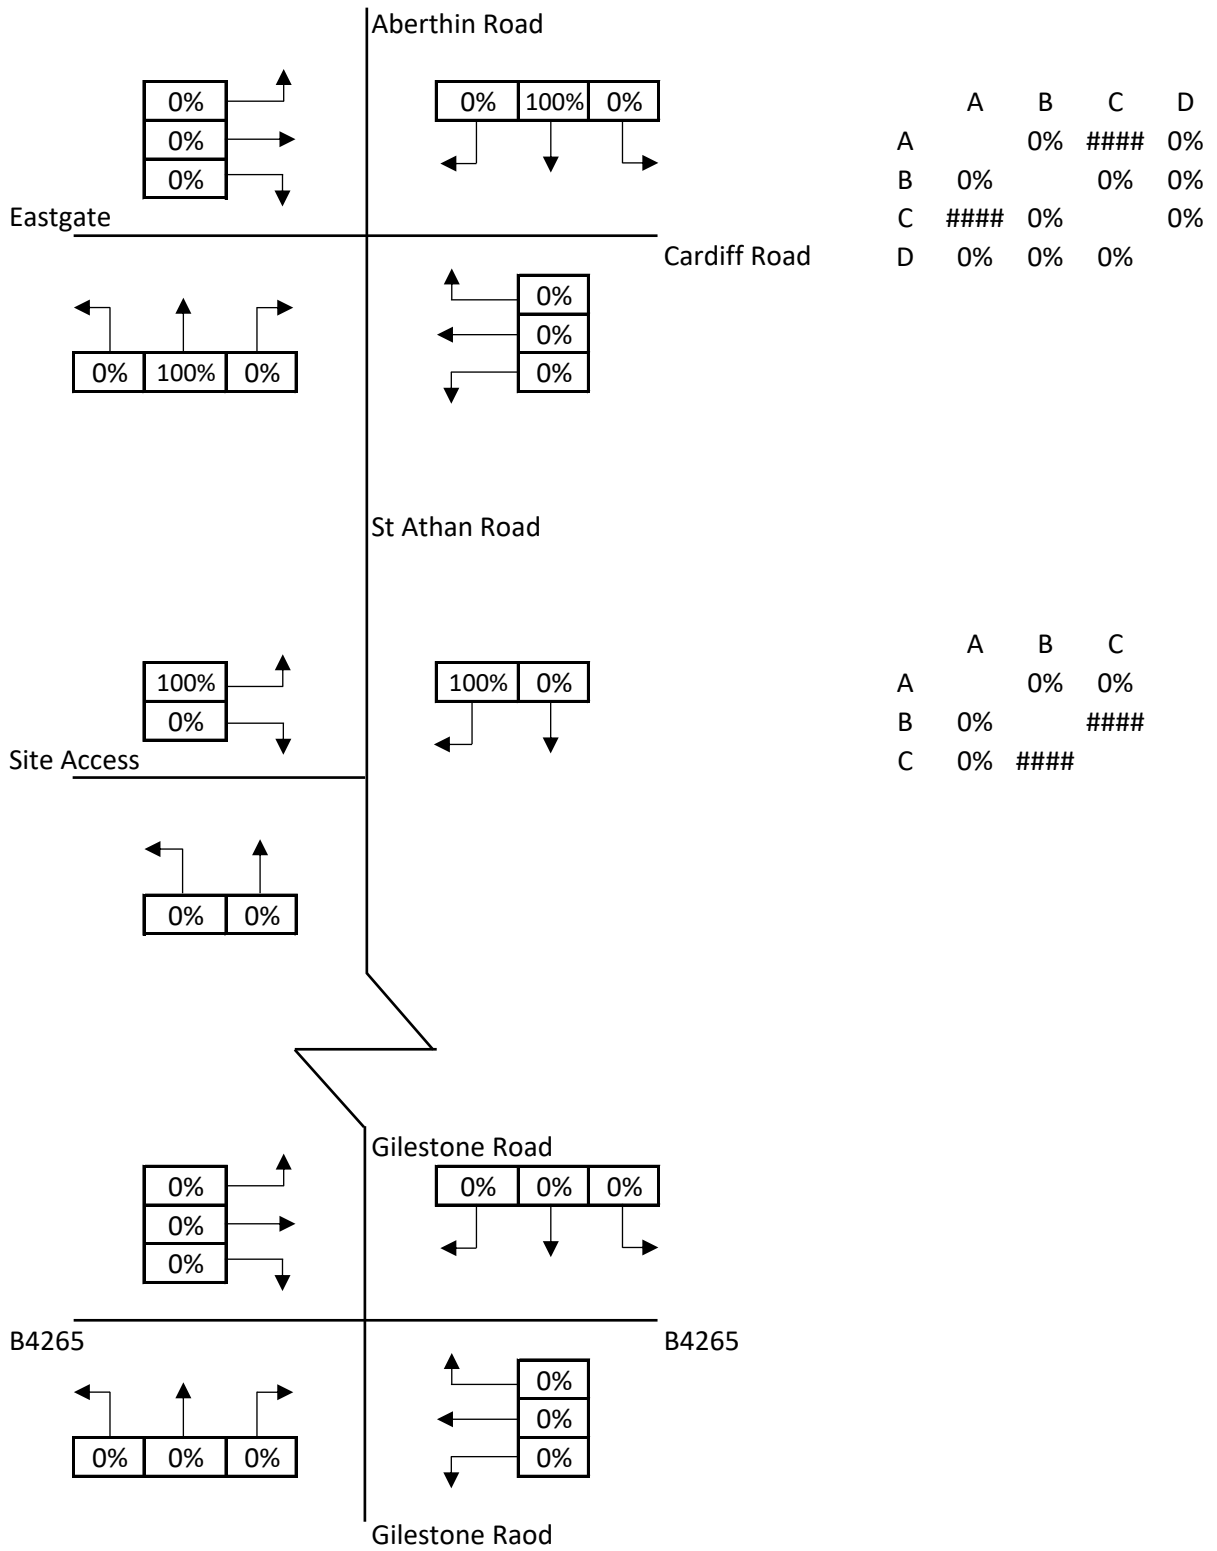 Aberthin Road
0% 0% 100% 0%
A B C D
0%
A 0% #### 0%
0%
B 0% 0% 0%
Eastgate
C #### 0% 0%
Cardiff Road
D 0% 0% 0%
0%
0%
0% 100% 0% 0%
St Athan Road
A B C
100% 100% 0%
A 0% 0%
0%
B 0% ####
Site Access
C 0% ####
0% 0%
Gilestone Road
0% 0% 0% 0%
0%
0%
B4265 B4265
0%
0%
0% 0% 0% 0%
Gilestone Raod